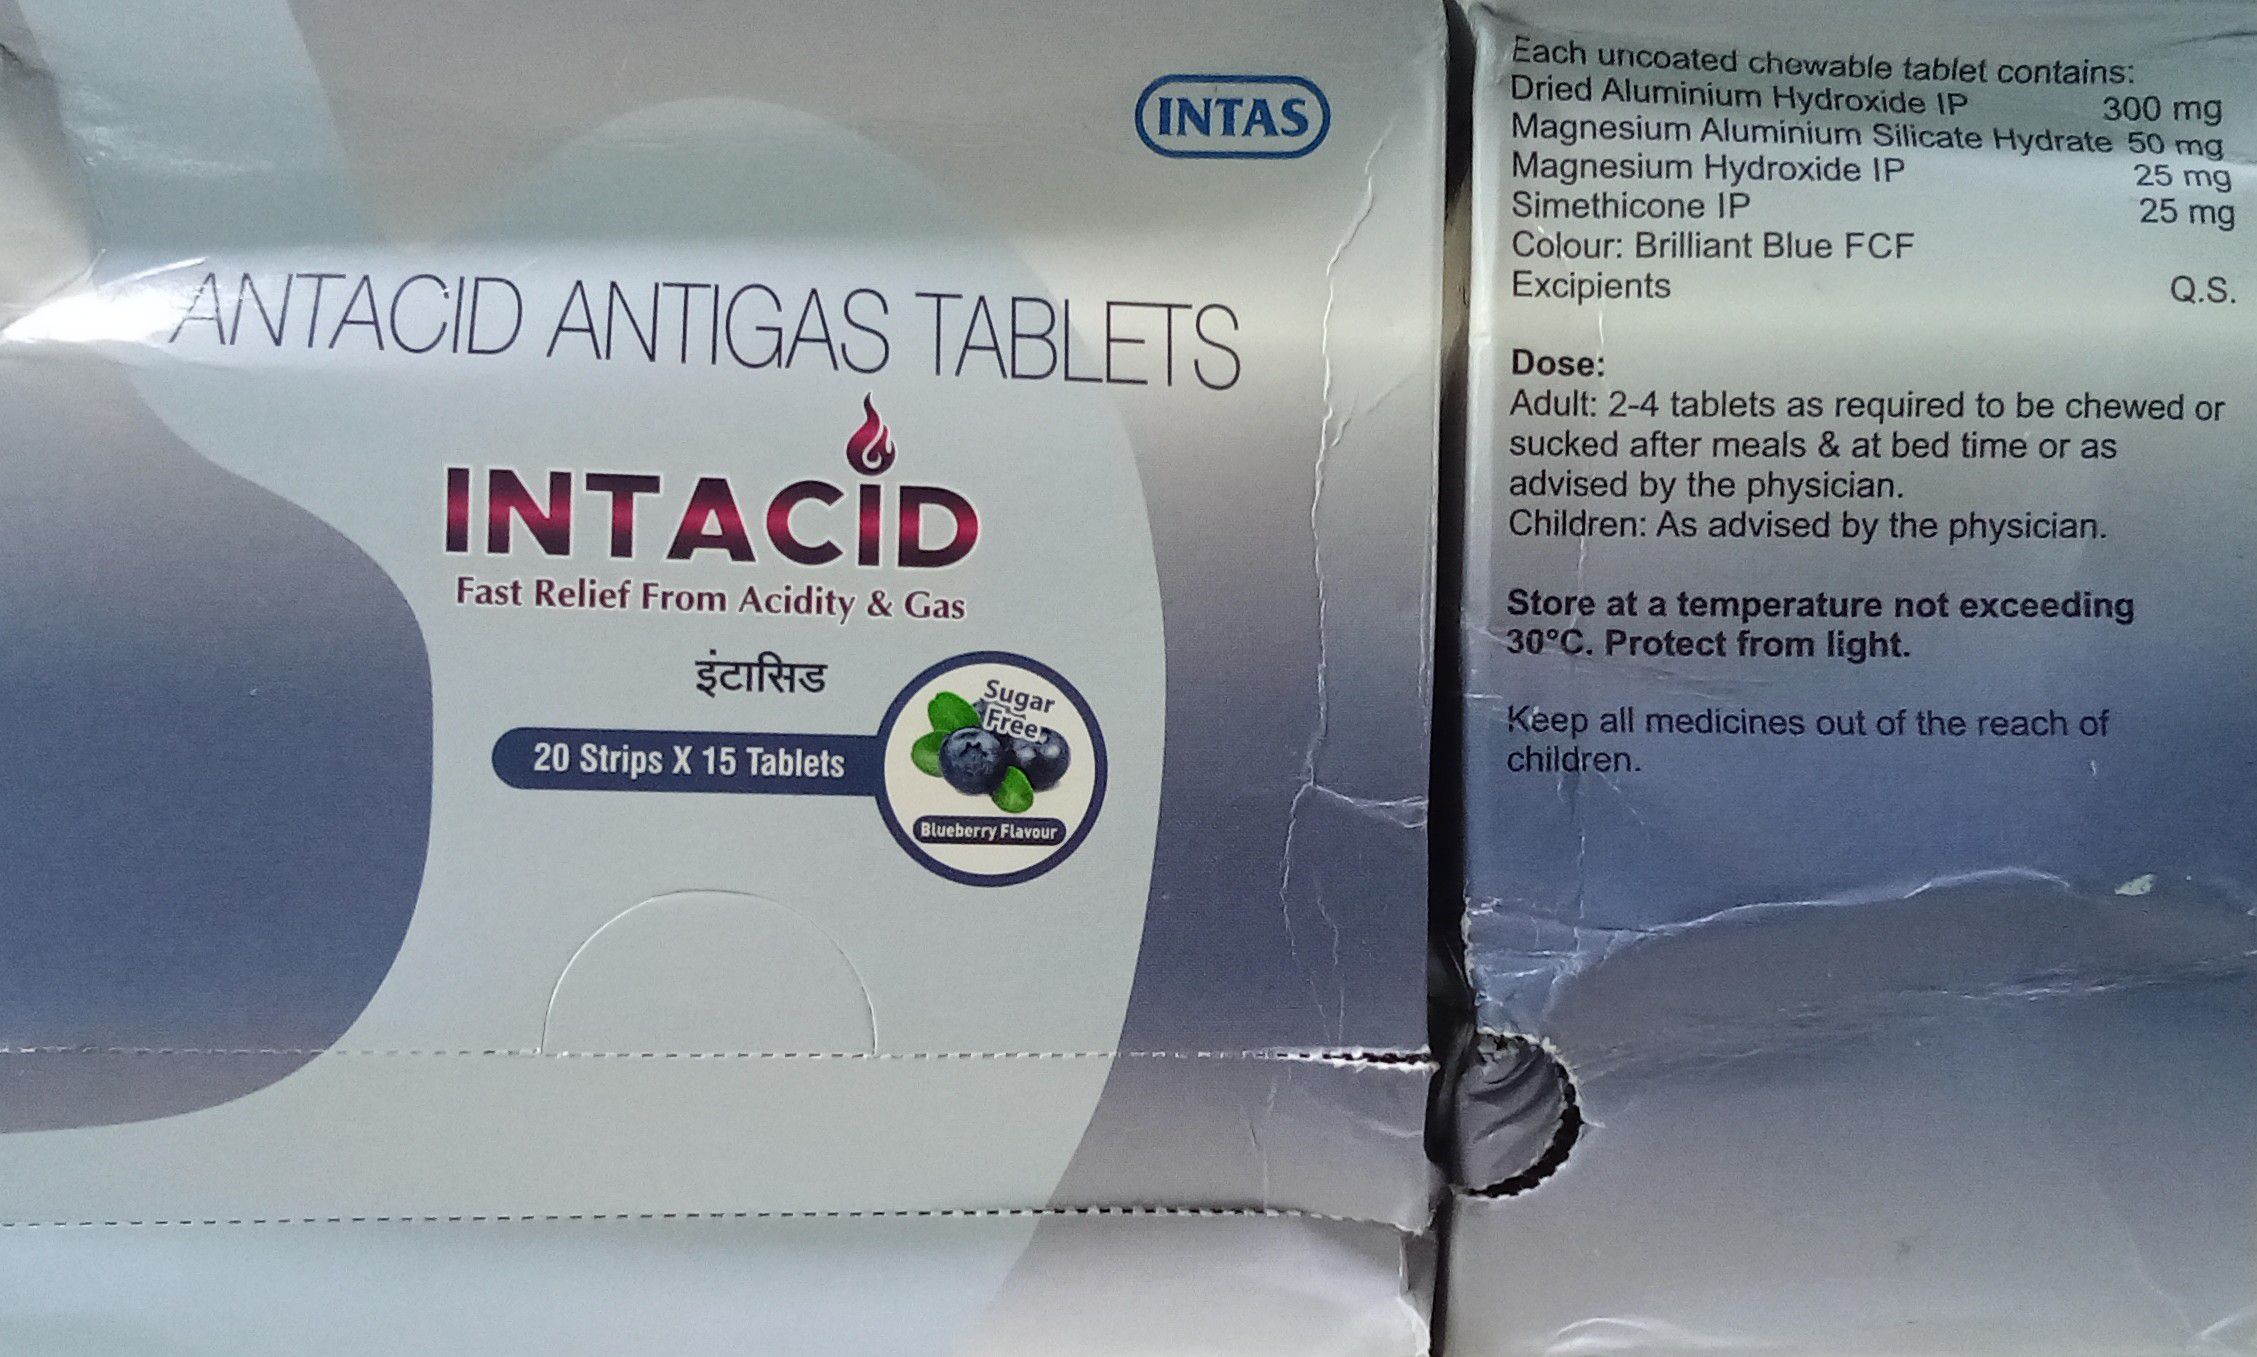 INTAS
ANTACID ANTIGAS TABLETS
INTACID
Fast Relief From Acidity & Gas
इंटासिड
20 Strips X 15 Tablets
Sugar
Free
Blueberry Flavour
Each uncoated chewable tablet contains:
Dried Aluminium Hydroxide IP 300 mg
Magnesium Aluminium Silicate Hydrate 50 mg
Magnesium Hydroxide IP 25 mg
Simethicone IP 25 mg
Colour: Brilliant Blue FCF
Excipients Q.S.
Dose:
Adult: 2-4 tablets as required to be chewed or
sucked after meals & at bed time or as
advised by the physician.
Children: As advised by the physician.
Store at a temperature not exceeding
30°C. Protect from light.
Keep all medicines out of the reach of
children.